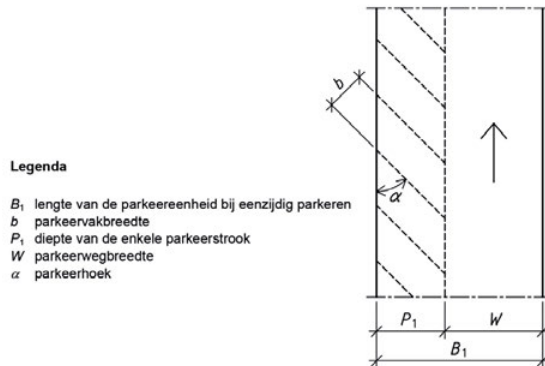 Legenda
B₁ lengte van de parkeereenheid bij eenzijdig parkeren
b parkeervakbreedte
P₁ diepte van de enkele parkeerstrook
W parkeerwegbreedte
α parkeerhoek
b
α
P₁ W
B₁